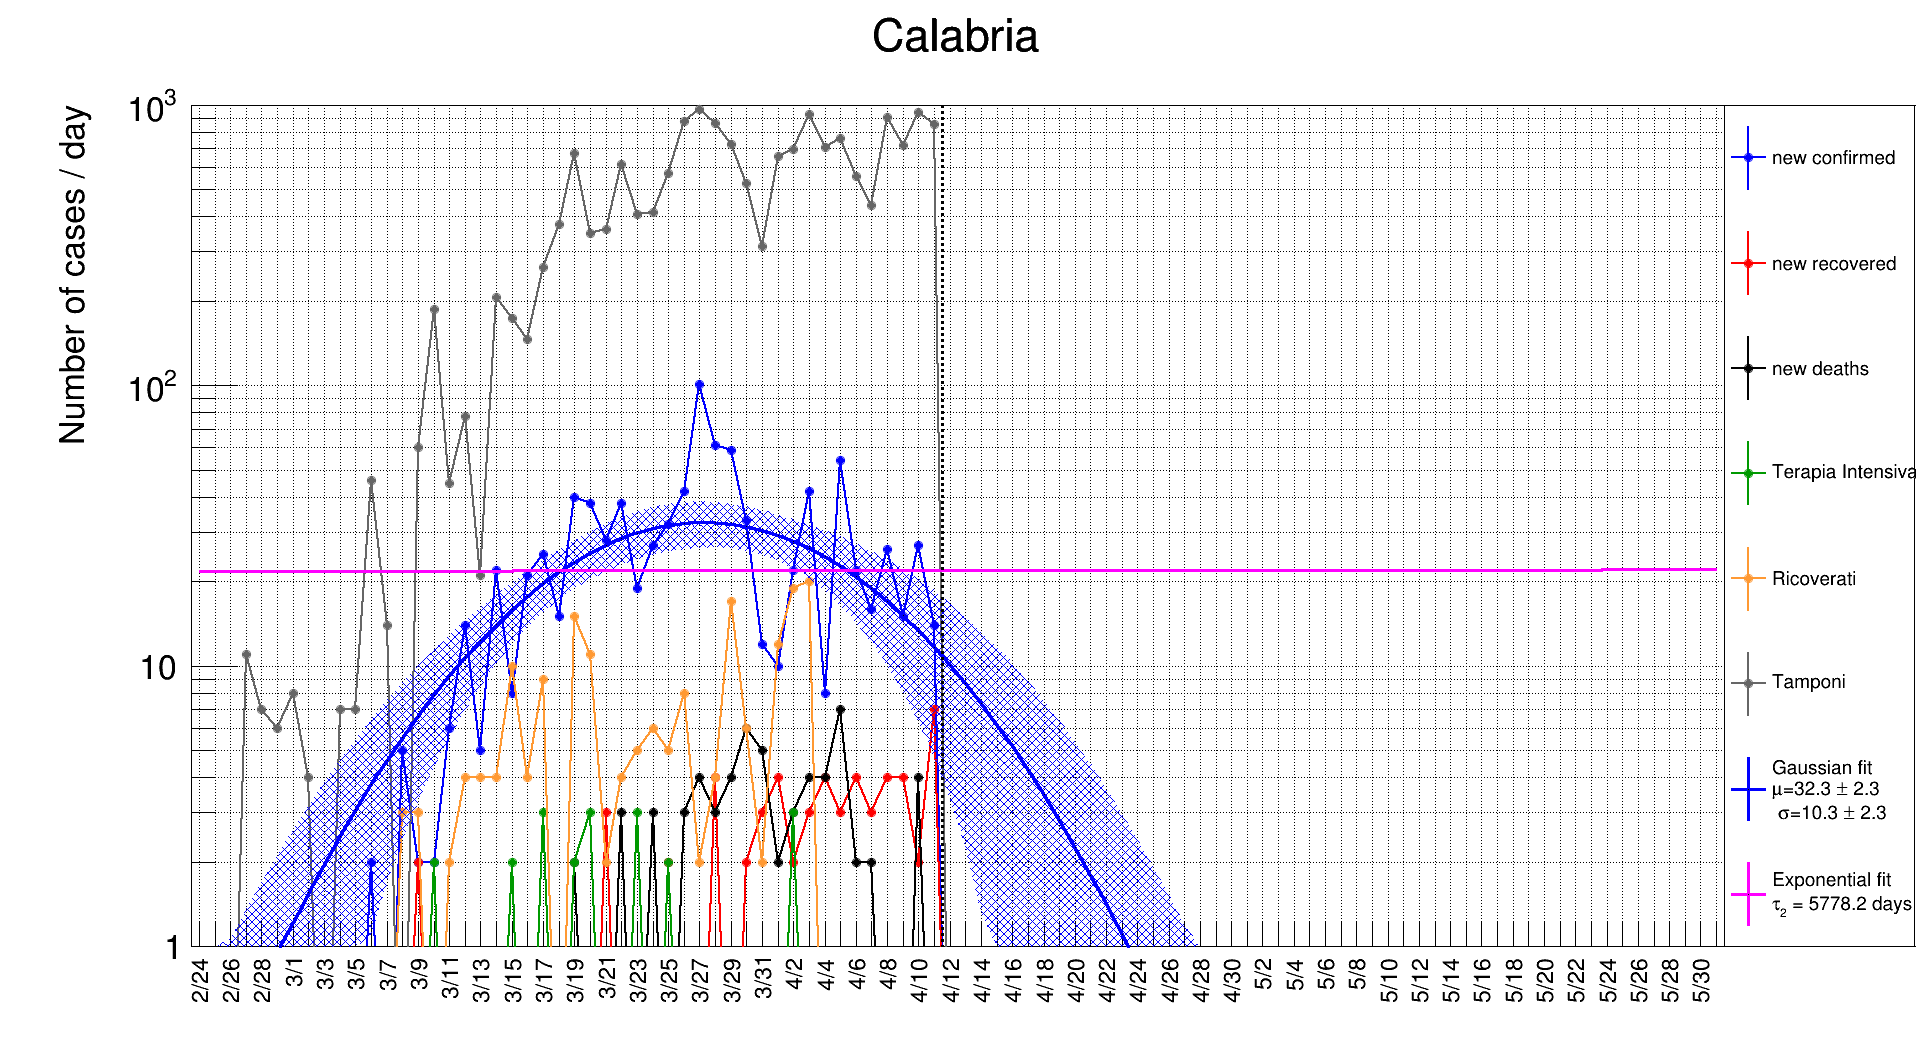 Calabria
Number of cases / day
10³
10²
10
1
2/24 2/26 2/28 3/1 3/3 3/5 3/7 3/9 3/11 3/13 3/15 3/17 3/19 3/21 3/23 3/25 3/27 3/29 3/31 4/2 4/4 4/6 4/8 4/10 4/12 4/14 4/16 4/18 4/20 4/22 4/24 4/26 4/28 4/30 5/2 5/4 5/6 5/8 5/10 5/12 5/14 5/16 5/18 5/20 5/22 5/24 5/26 5/28 5/30
new confirmed
new recovered
new deaths
Terapia Intensiva
Ricoverati
Tamponi
Gaussian fit
μ=32.3 ± 2.3
σ=10.3 ± 2.3
Exponential fit
τ₂ = 5778.2 days